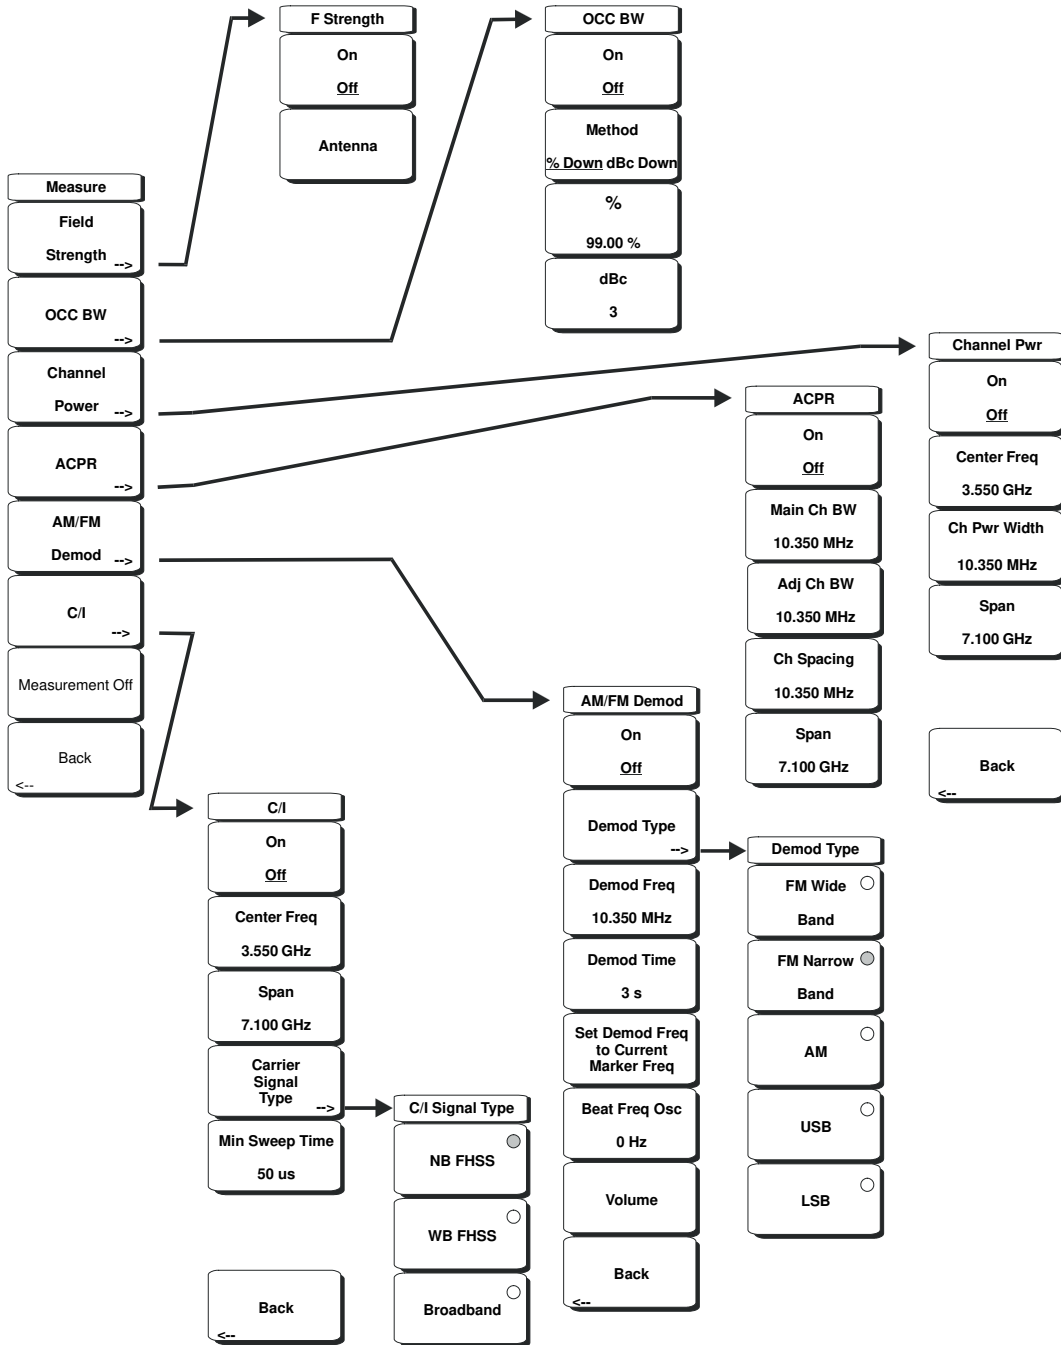 F Strength
On
Off
Antenna
OCC BW
On
Off
Method
% Down dBc Down
%
99.00 %
dBc
3
Measure
Field
Strength -->
OCC BW
-->
Channel
Power -->
ACPR
-->
AM/FM
Demod -->
C/I
-->
Measurement Off
Back
<--
Channel Pwr
On
Off
Center Freq
3.550 GHz
Ch Pwr Width
10.350 MHz
Span
7.100 GHz
Back
<--
ACPR
On
Off
Main Ch BW
10.350 MHz
Adj Ch BW
10.350 MHz
Ch Spacing
10.350 MHz
Span
7.100 GHz
AM/FM Demod
On
Off
Demod Type
-->
Demod Freq
10.350 MHz
Demod Time
3 s
Set Demod Freq
to Current
Marker Freq
Beat Freq Osc
0 Hz
Volume
Back
<--
Demod Type
FM Wide
Band
FM Narrow
Band
AM
USB
LSB
C/I
On
Off
Center Freq
3.550 GHz
Span
7.100 GHz
Carrier
Signal
Type -->
Min Sweep Time
50 us
Back
<--
C/I Signal Type
NB FHSS
WB FHSS
Broadband